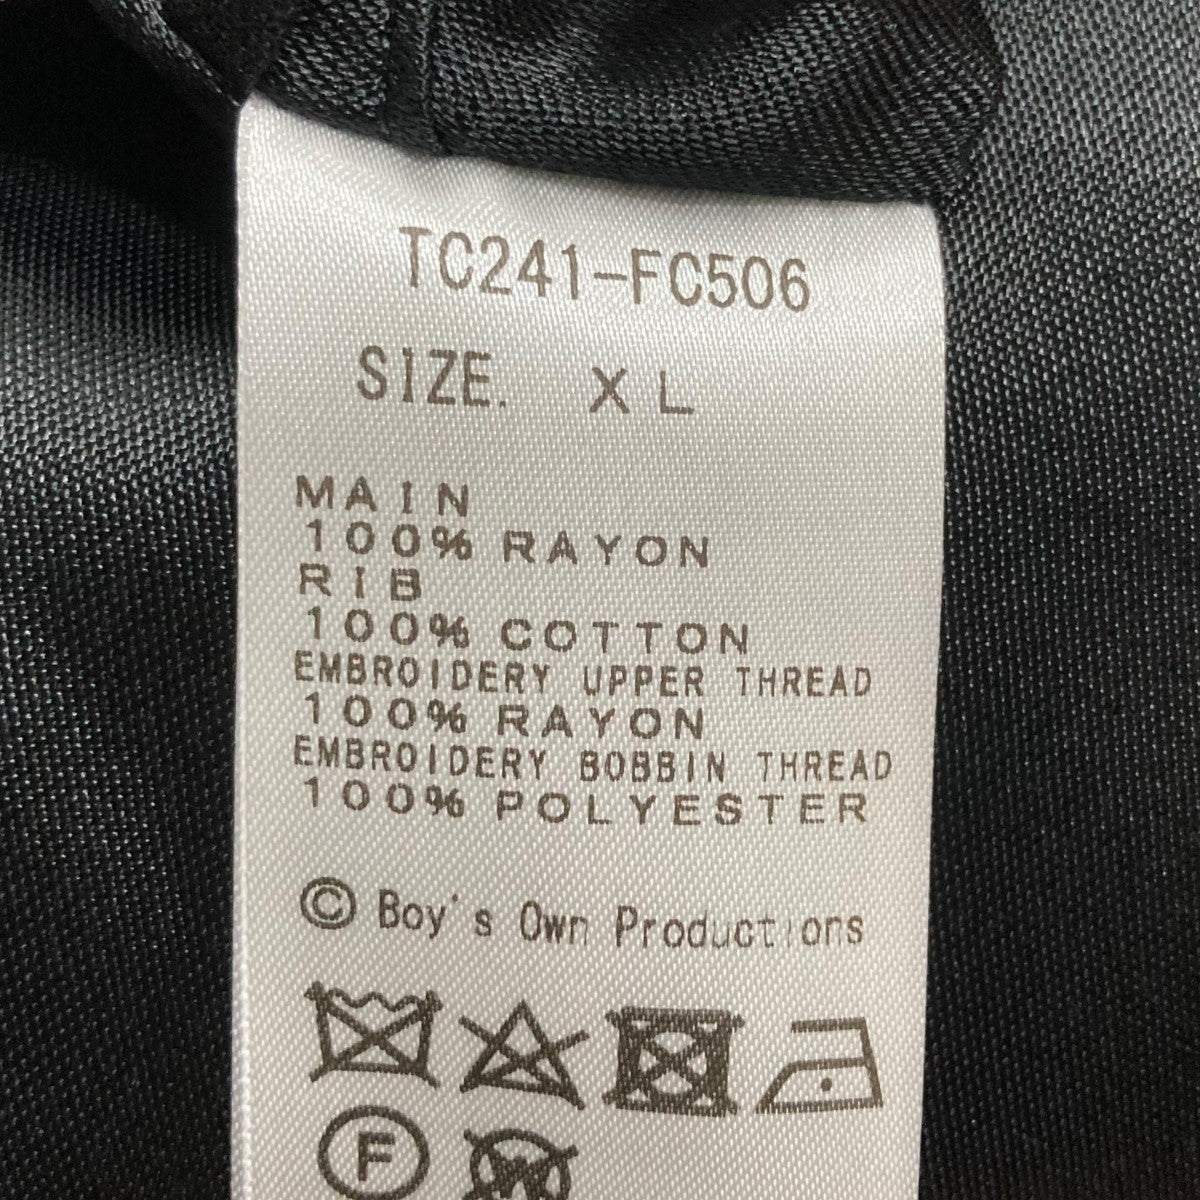 TC241-FC506
SIZE. XL
MAIN
100% RAYON
RIB
100% COTTON
EMBROIDERY UPPER THREAD
100% RAYON
EMBROIDERY BOBBIN THREAD
100% POLYESTER
© Boy's Own Productions
F